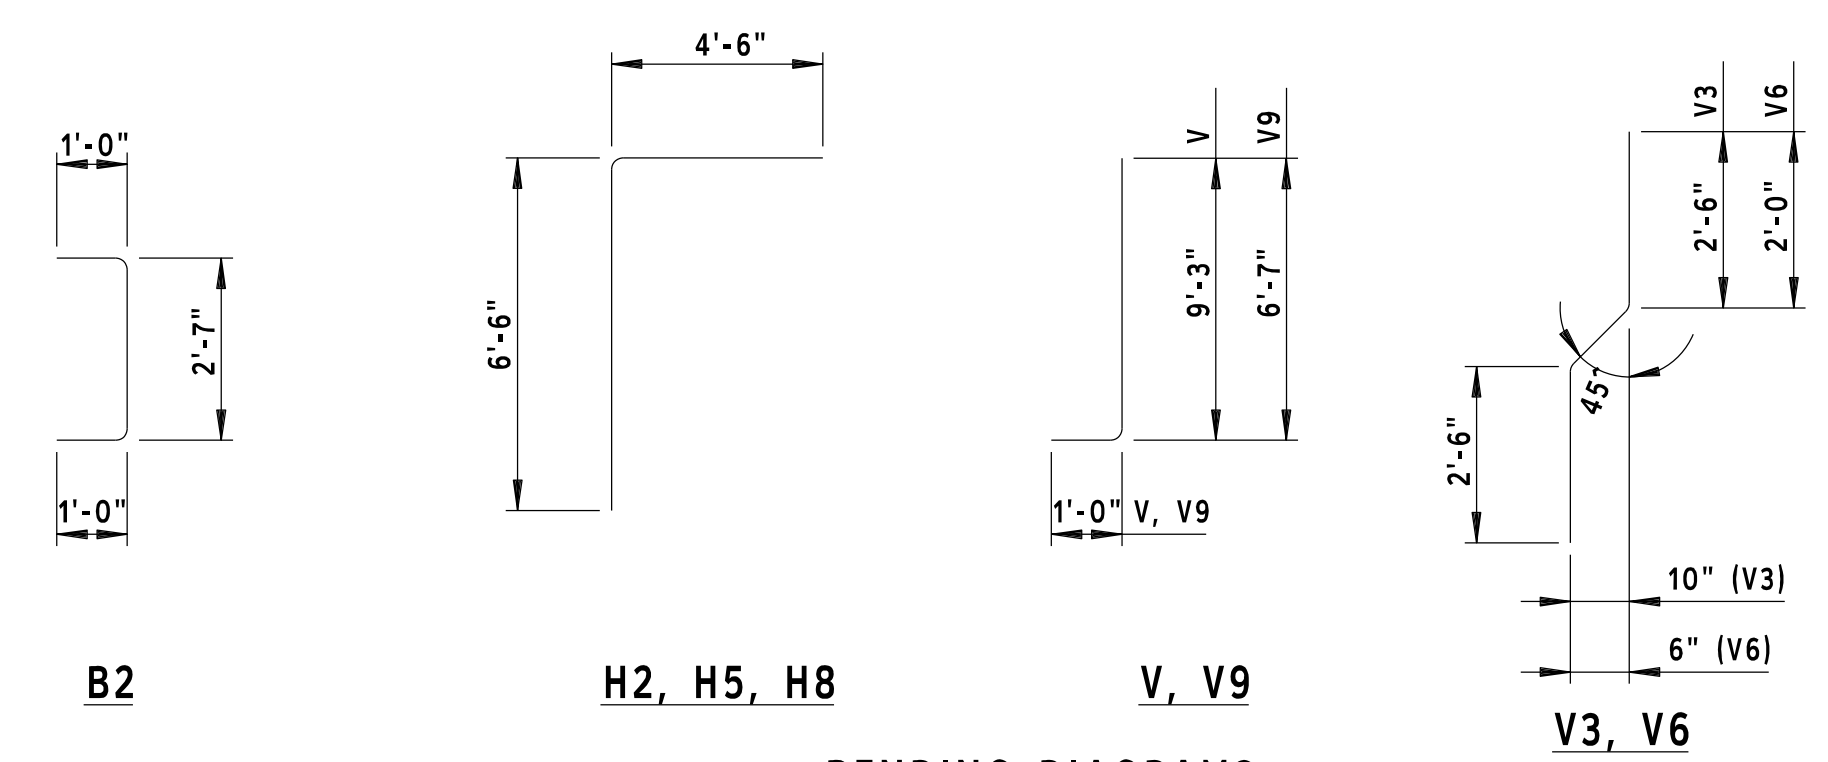 1'-0"
2'-7"
1'-0"
B2
4'-6"
6'-6"
H2, H5, H8
V
V9
9'-3"
6'-7"
1'-0" V, V9
V, V9
V3
V6
2'-6"
2'-0"
45°
2'-6"
10" (V3)
6" (V6)
V3, V6
BENDING DIAGRAMS